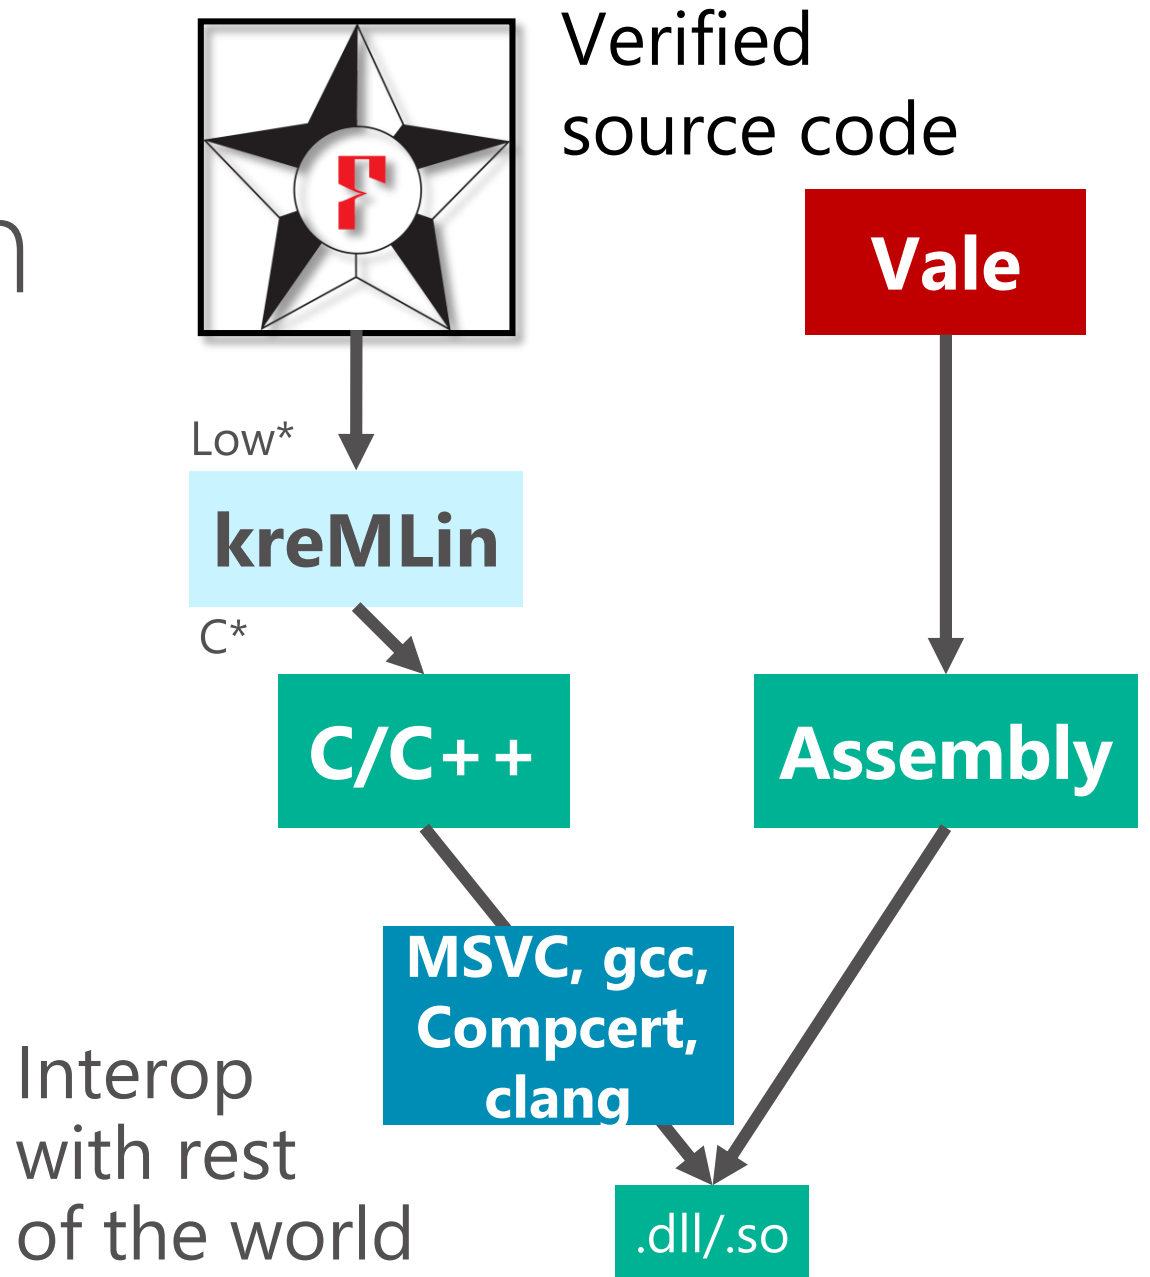 Verified
source code
F
Vale
Low*
kreMLin
C*
C/C++
Assembly
MSVC, gcc,
Compcert,
clang
Interop
with rest
of the world
.dll/.so